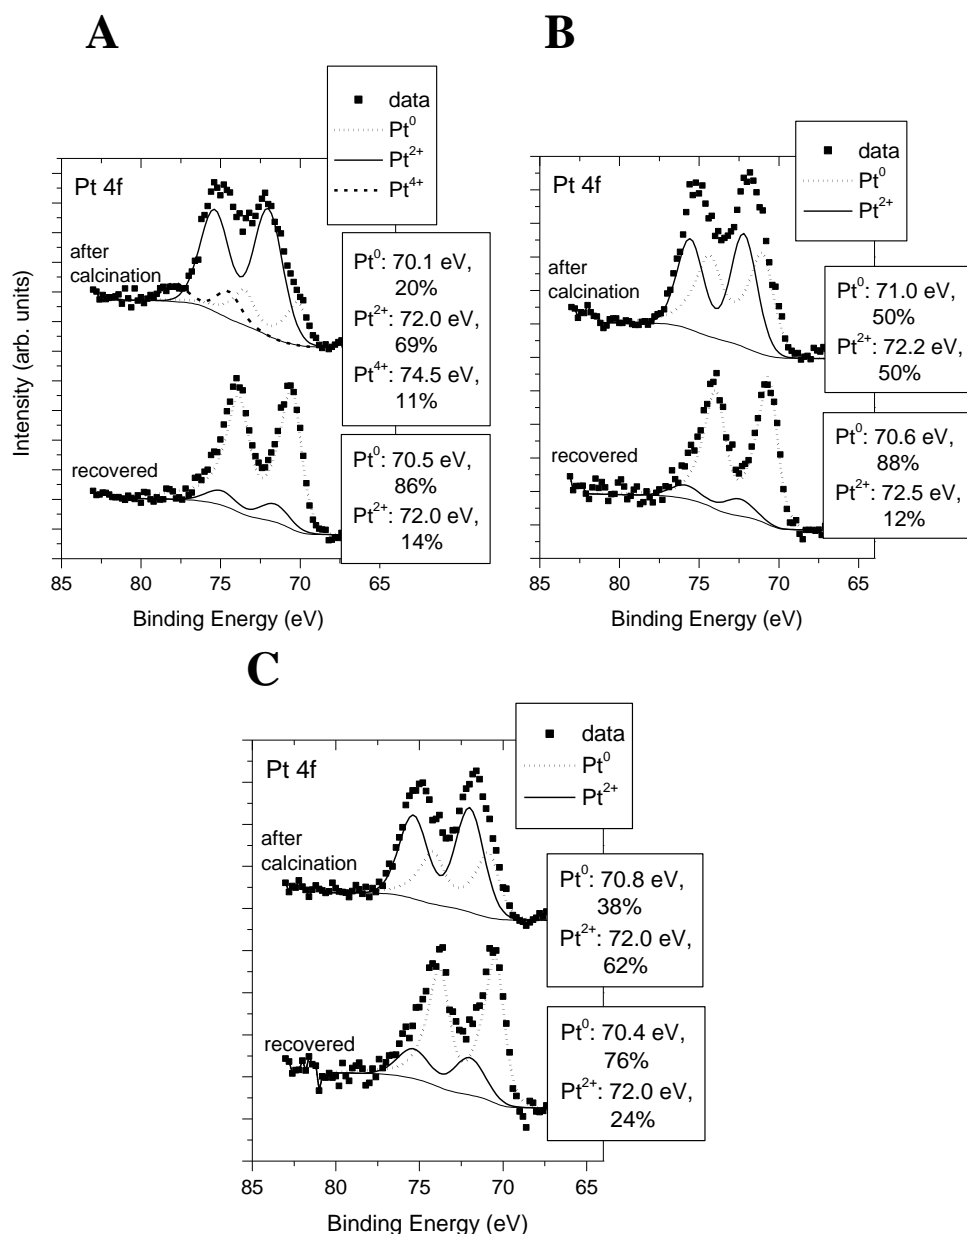 A
data
Pt⁰
Pt²⁺
Pt⁴⁺
Pt 4f
after
calcination
Pt⁰: 70.1 eV,
20%
Pt²⁺: 72.0 eV,
69%
Pt⁴⁺: 74.5 eV,
11%
recovered
Pt⁰: 70.5 eV,
86%
Pt²⁺: 72.0 eV,
14%
Intensity (arb. units)
85 80 75 70 65
Binding Energy (eV)
B
data
Pt⁰
Pt²⁺
Pt 4f
after
calcination
Pt⁰: 71.0 eV,
50%
Pt²⁺: 72.2 eV,
50%
recovered
Pt⁰: 70.6 eV,
88%
Pt²⁺: 72.5 eV,
12%
85 80 75 70 65
Binding Energy (eV)
C
data
Pt⁰
Pt²⁺
Pt 4f
after
calcination
Pt⁰: 70.8 eV,
38%
Pt²⁺: 72.0 eV,
62%
recovered
Pt⁰: 70.4 eV,
76%
Pt²⁺: 72.0 eV,
24%
85 80 75 70 65
Binding Energy (eV)